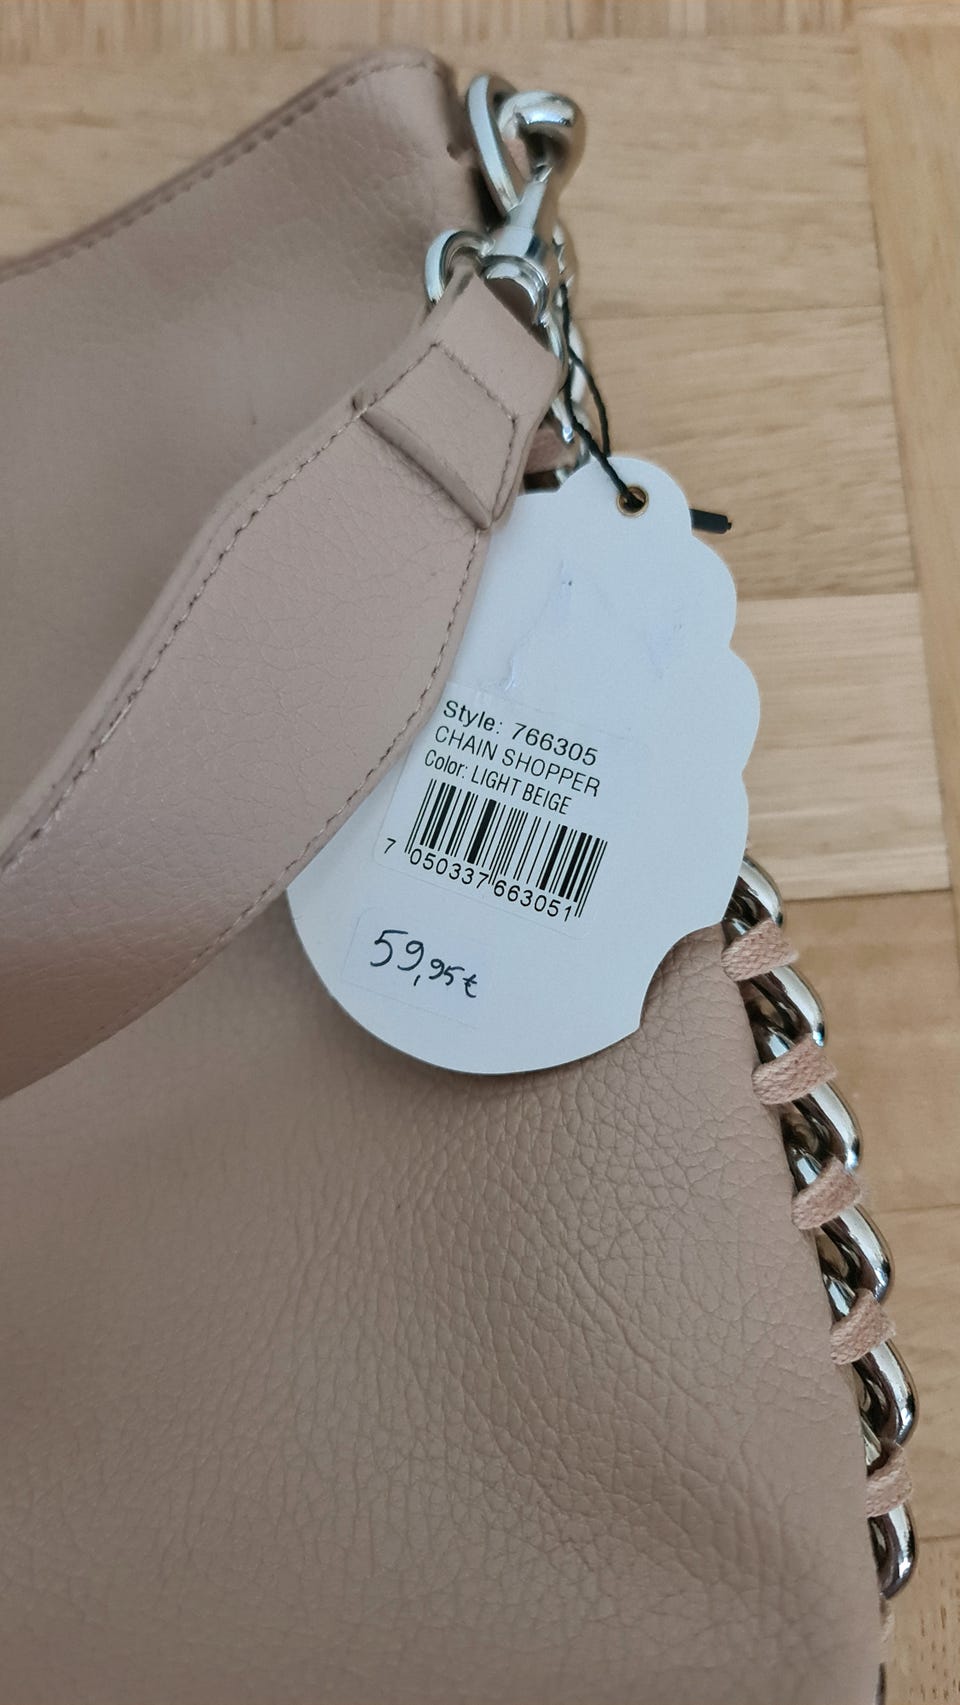 Style: 766305
CHAIN SHOPPER
Color: LIGHT BEIGE
7 050337 663051
59,95€